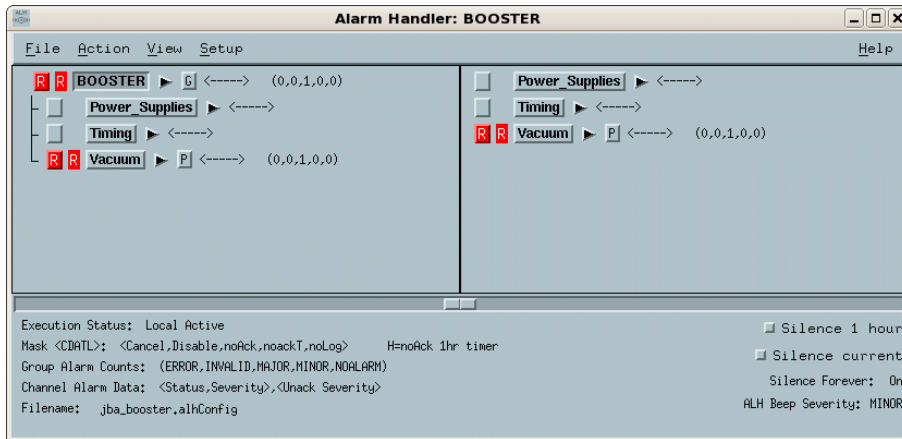 ALH
Alarm Handler: BOOSTER
File Action View Setup Help
R R BOOSTER G <-----> (0,0,1,0,0)
Power_Supplies <----->
Timing <----->
R R Vacuum P <-----> (0,0,1,0,0)
Power_Supplies <----->
Timing <----->
R R Vacuum P <-----> (0,0,1,0,0)
Execution Status: Local Active
Mask <CDATL>: <Cancel,Disable,noAck,noackT,noLog> H=noAck 1hr timer
Group Alarm Counts: (ERROR,INVALID,MAJOR,MINOR,NOALARM)
Channel Alarm Data: <Status,Severity>,<Unack Severity>
Filename: jba_booster.alhConfig
Silence 1 hour
Silence current
Silence Forever: On
ALH Beep Severity: MINOR